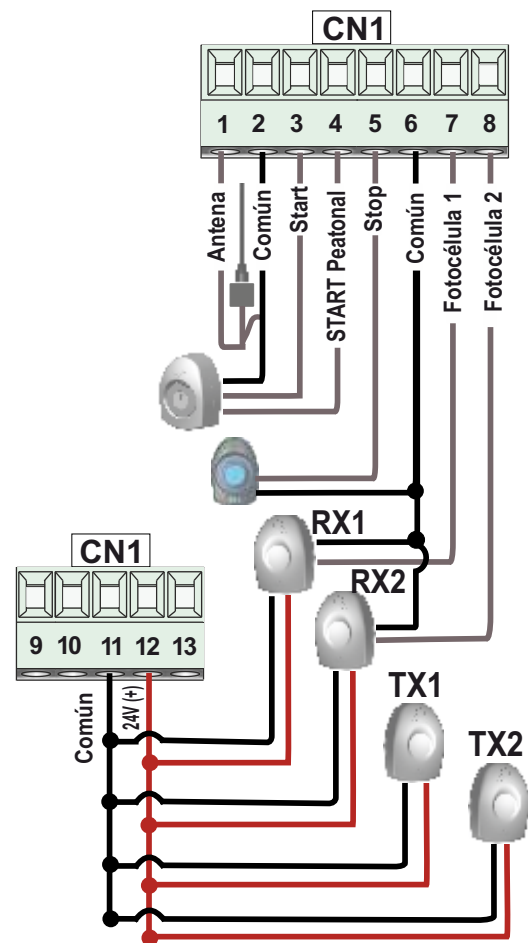 CN1
1 2 3 4 5 6 7 8
Antena
Común
Start
START Peatonal
Stop
Común
Fotocélula 1
Fotocélula 2
RX1
RX2
CN1
9 10 11 12 13
Común
24V (+)
TX1
TX2